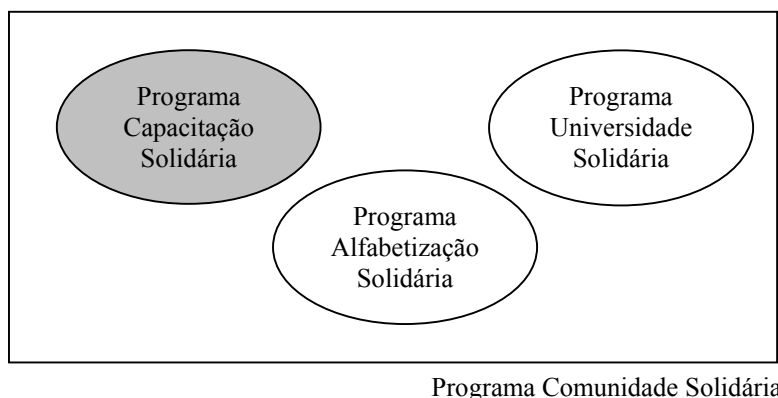 Programa
Capacitação
Solidária
Programa
Universidade
Solidária
Programa
Alfabetização
Solidária
Programa Comunidade Solidária